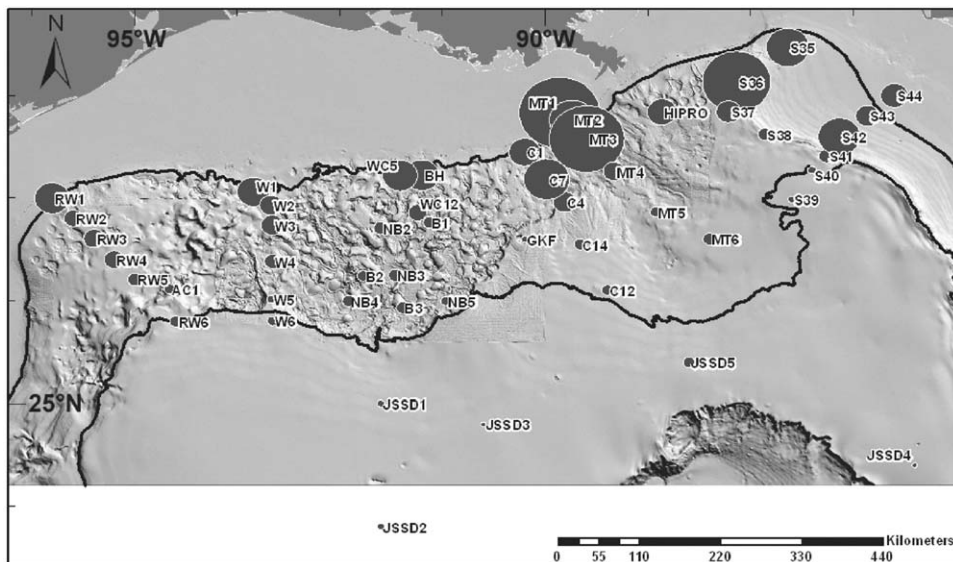 N
95°W
90°W
S35
S36
S44
MT1
HIPRO
S37
S43
MT2
S38
S42
MT3
C1
S41
WC5
BH
MT4
S40
C7
W1
RW1
S39
C4
W2
WC12
MT5
RW2
B1
W3
NB2
RW3
GKF
MT6
C14
RW4
W4
B2
NB3
RW5
AC1
C12
W5
NB4
NB5
B3
RW6
W6
JSSD5
25°N
JSSD1
JSSD3
JSSD4
JSSD2
Kilometers
0 55 110 220 330 440